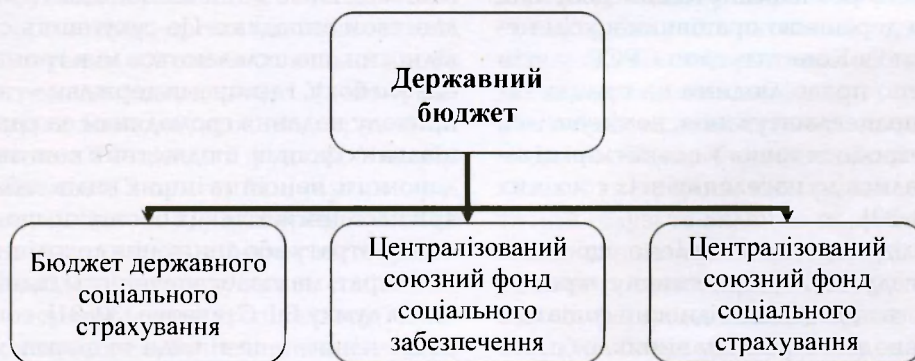 Державний
бюджет
Бюджет державного
соціального
страхування
Централізований
союзний фонд
соціального
забезпечення
Централізований
союзний фонд
соціального
страхування